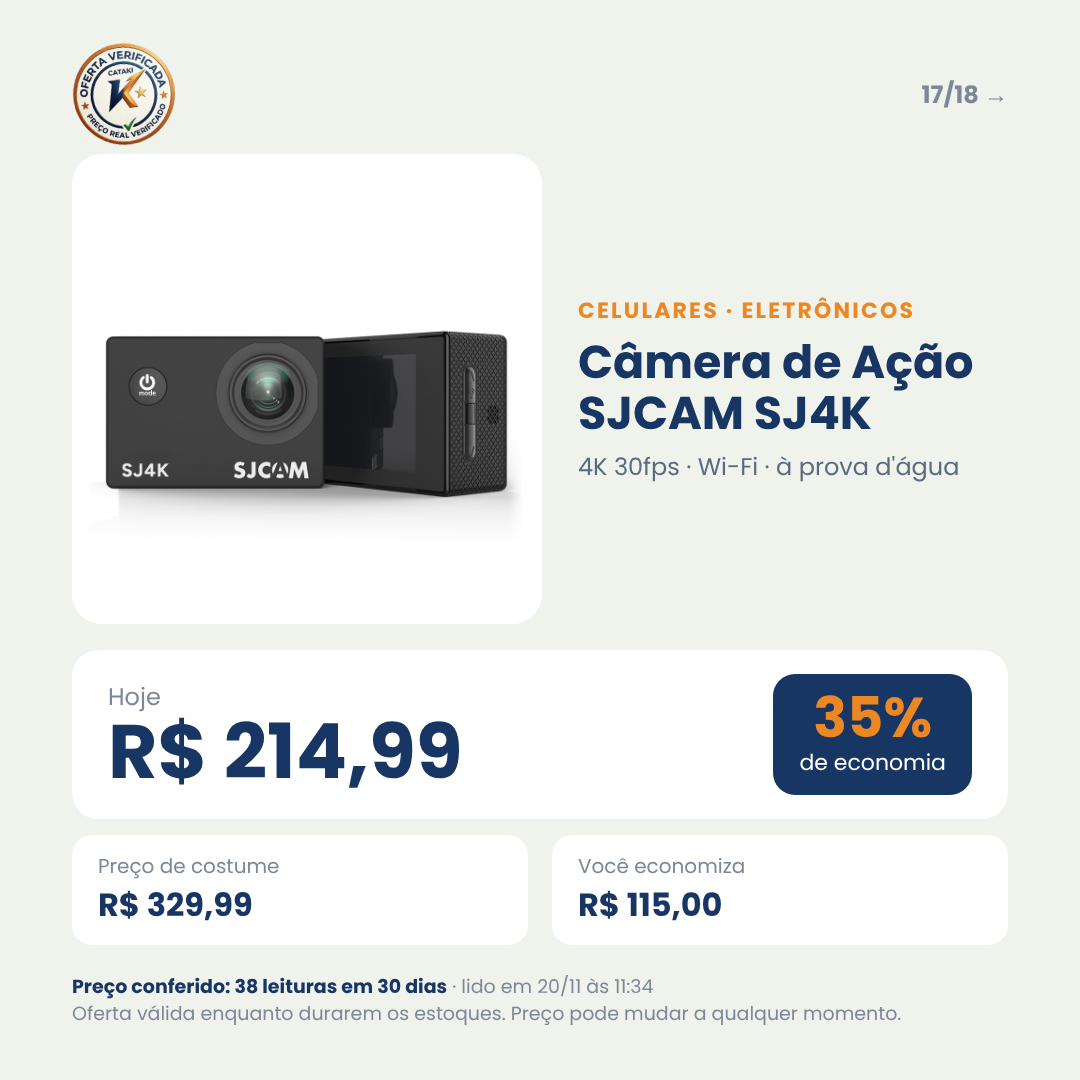 OFERTA VERIFICADA
CATAKI
K
PREÇO REAL VERIFICADO
17/18 →
mode
SJ4K
SJCAM
CELULARES · ELETRÔNICOS
Câmera de Ação
SJCAM SJ4K
4K 30fps · Wi-Fi · à prova d'água
Hoje
R$ 214,99
35%
de economia
Preço de costume
R$ 329,99
Você economiza
R$ 115,00
Preço conferido: 38 leituras em 30 dias · lido em 20/11 às 11:34
Oferta válida enquanto durarem os estoques. Preço pode mudar a qualquer momento.